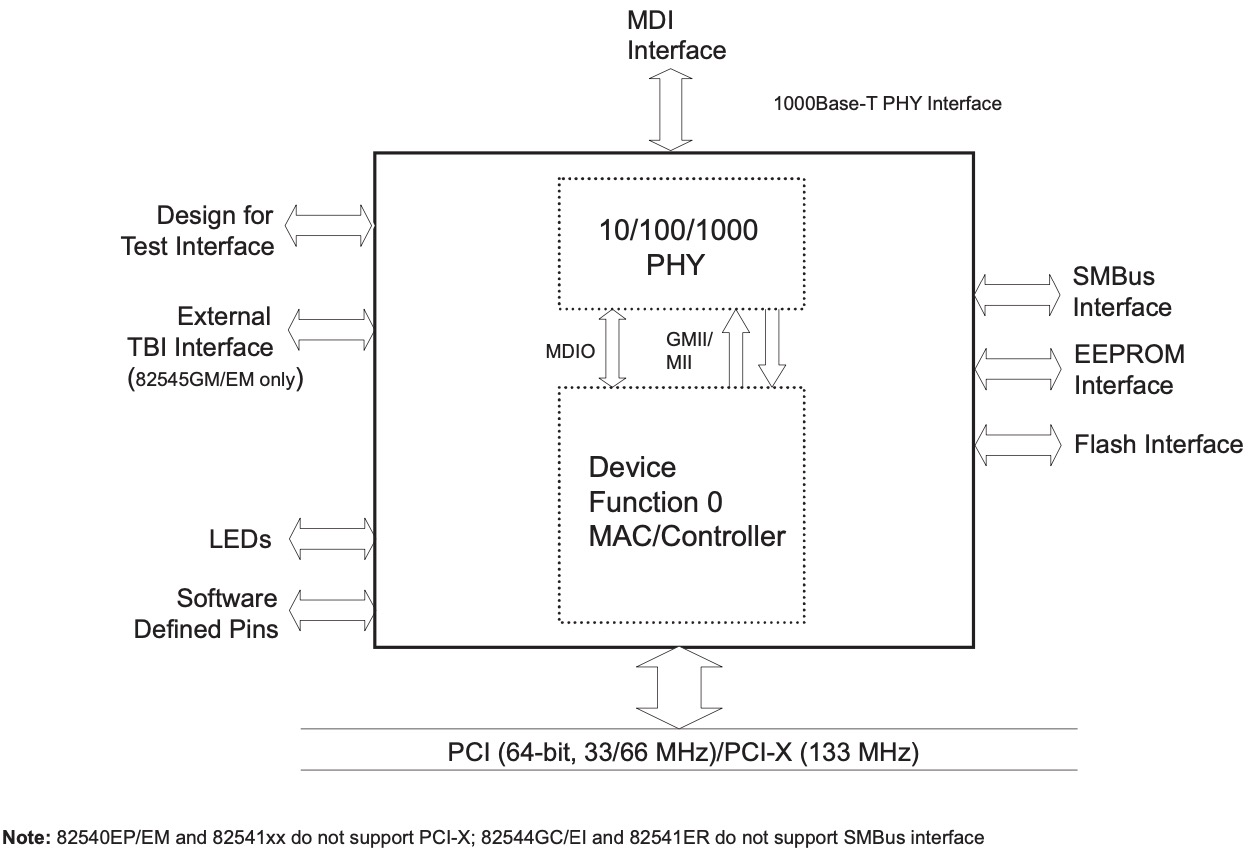 MDI
Interface
1000Base-T PHY Interface
Design for
Test Interface
External
TBI Interface
(82545GM/EM only)
LEDs
Software
Defined Pins
10/100/1000
PHY
MDIO
GMII/
MII
Device
Function 0
MAC/Controller
SMBus
Interface
EEPROM
Interface
Flash Interface
PCI (64-bit, 33/66 MHz)/PCI-X (133 MHz)
Note: 82540EP/EM and 82541xx do not support PCI-X; 82544GC/EI and 82541ER do not support SMBus interface